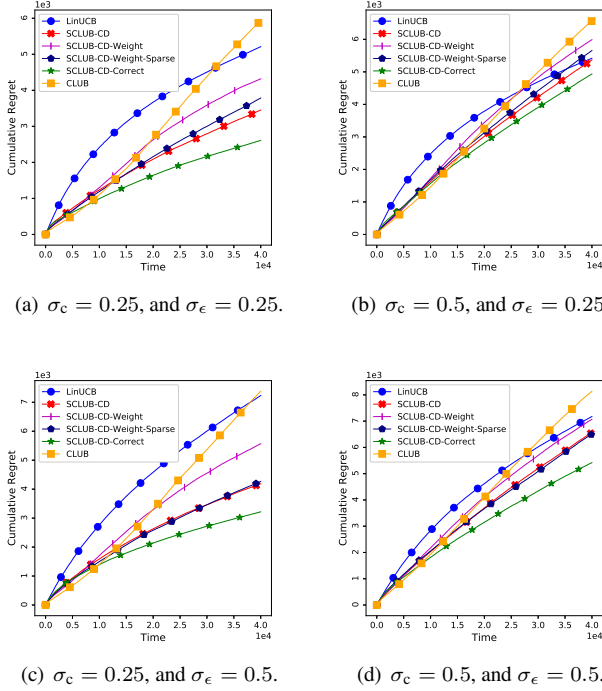 1e3
6
5
4
3
2
1
0
Cumulative Regret
LinUCB
SCLUB-CD
SCLUB-CD-Weight
SCLUB-CD-Weight-Sparse
SCLUB-CD-Correct
CLUB
0.0 0.5 1.0 1.5 2.0 2.5 3.0 3.5 4.0
Time
1e4
(a) σc = 0.25, and σϵ = 0.25.
1e3
7
6
5
4
3
2
1
0
Cumulative Regret
LinUCB
SCLUB-CD
SCLUB-CD-Weight
SCLUB-CD-Weight-Sparse
SCLUB-CD-Correct
CLUB
0.0 0.5 1.0 1.5 2.0 2.5 3.0 3.5 4.0
Time
1e4
(b) σc = 0.5, and σϵ = 0.25
1e3
7
6
5
4
3
2
1
0
Cumulative Regret
LinUCB
SCLUB-CD
SCLUB-CD-Weight
SCLUB-CD-Weight-Sparse
SCLUB-CD-Correct
CLUB
0.0 0.5 1.0 1.5 2.0 2.5 3.0 3.5 4.0
Time
1e4
(c) σc = 0.25, and σϵ = 0.5.
1e3
8
7
6
5
4
3
2
1
0
Cumulative Regret
LinUCB
SCLUB-CD
SCLUB-CD-Weight
SCLUB-CD-Weight-Sparse
SCLUB-CD-Correct
CLUB
0.0 0.5 1.0 1.5 2.0 2.5 3.0 3.5 4.0
Time
1e4
(d) σc = 0.5, and σϵ = 0.5.